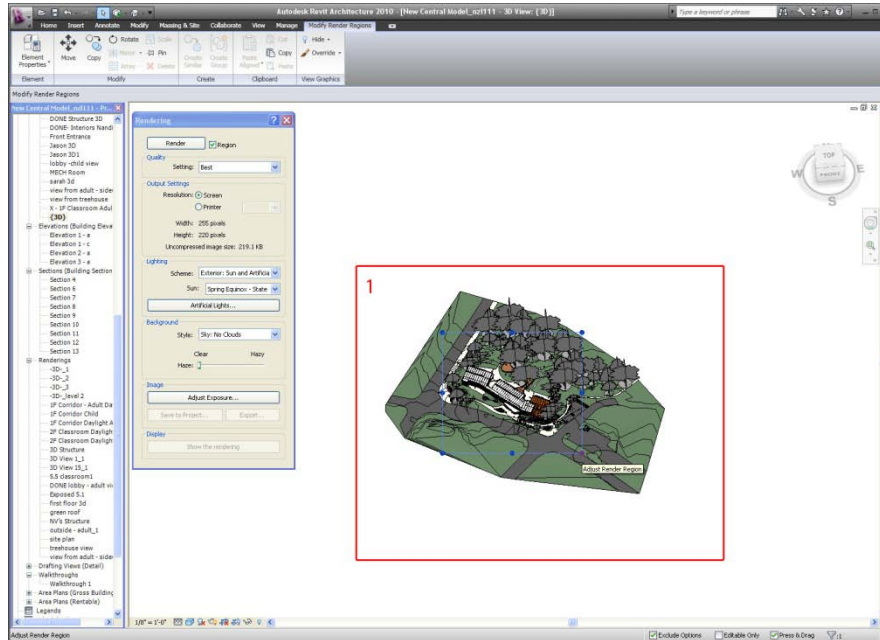 Autodesk Revit Architecture 2010 - [New Central Model_nzl111 - 3D View: {3D}]
Type a keyword or phrase
Home Insert Annotate Modify Massing & Site Collaborate View Manage Modify Render Regions
Element Properties
Move
Copy
Rotate
Scale
Mirror
Pin
Array
Delete
Create Similar
Create Group
Paste Aligned
Cut
Copy
Paste
Hide
Override
Element Modify Create Clipboard View Graphics
Modify Render Regions
New Central Model_nzl111 - Pr...
DONE Structure 3D
DONE- Interiors Nandi
Front Entrance
Jason 3D
Jason 3D1
lobby -child view
MECH Room
sarah 3d
view from adult - sider
view from treehouse
X - 1F Classroom Adul
{3D}
Elevations (Building Eleva
Elevation 1 - a
Elevation 1 - c
Elevation 2 - a
Elevation 3 - a
Sections (Building Section
Section 4
Section 6
Section 7
Section 8
Section 9
Section 10
Section 11
Section 12
Section 13
Renderings
-3D-_1
-3D-_2
-3D-_3
-3D-_level 2
1F Corridor - Adult Da
1F Corridor Child
1F Corridor Daylight A
2F Classroom Dayligh
2F Classroom Dayligh
3D Structure
3D View 1_1
3D View 15_1
5.5 classroom1
DONE lobby - adult vi
Exposed 5.1
first floor 3d
green roof
NV's Structure
outside - adult_1
site plan
treehouse view
view from adult - sider
Drafting Views (Detail)
Walkthroughs
Walkthrough 1
Area Plans (Gross Building
Area Plans (Rentable)
Legends
Rendering
Render
Region
Quality
Setting: Best
Output Settings
Resolution: Screen
Printer
Width: 255 pixels
Height: 220 pixels
Uncompressed image size: 219.1 KB
Lighting
Scheme: Exterior: Sun and Artificia
Sun: Spring Equinox - State
Artificial Lights...
Background
Style: Sky: No Clouds
Clear Hazy
Haze:
Image
Adjust Exposure...
Save to Project... Export...
Display
Show the rendering
TOP
FRONT
W
E
S
1
Adjust Render Region
1/8" = 1'-0"
Adjust Render Region
Exclude Options Editable Only Press & Drag :1